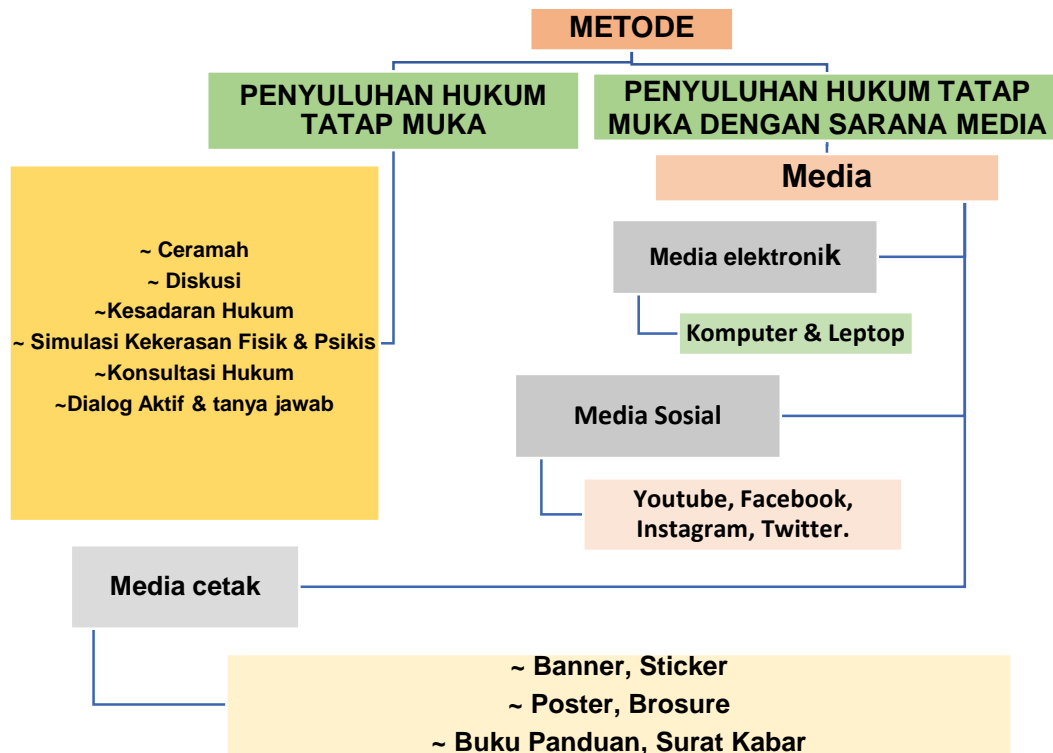 METODE
PENYULUHAN HUKUM
TATAP MUKA
PENYULUHAN HUKUM TATAP
MUKA DENGAN SARANA MEDIA
~ Ceramah
~ Diskusi
~Kesadaran Hukum
~ Simulasi Kekerasan Fisik & Psikis
~Konsultasi Hukum
~Dialog Aktif & tanya jawab
Media
Media elektronik
Komputer & Leptop
Media Sosial
Youtube, Facebook,
Instagram, Twitter.
Media cetak
~ Banner, Sticker
~ Poster, Brosure
~ Buku Panduan, Surat Kabar